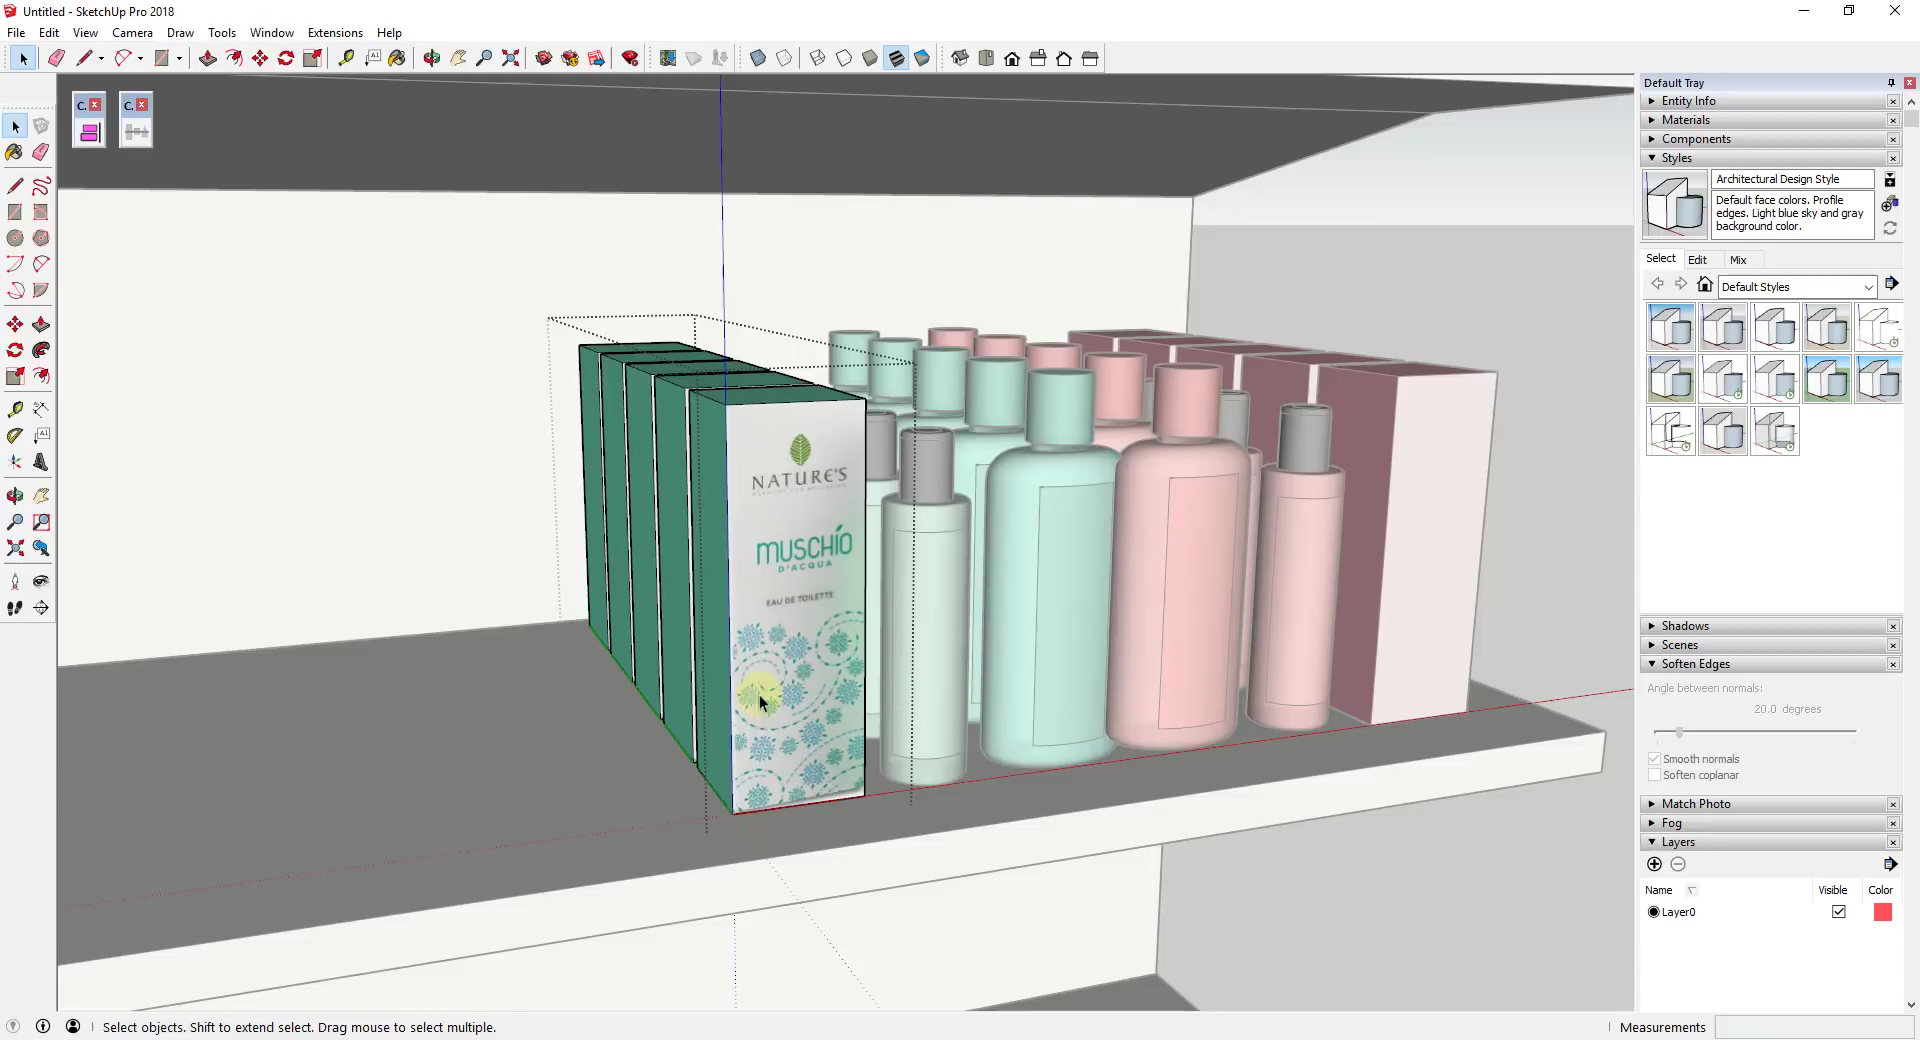 Untitled - SketchUp Pro 2018
File Edit View Camera Draw Tools Window Extensions Help
C. C.
NATURE'S
MUSCHIO
D'ACQUA
EAU DE TOILETTE
Default Tray
Entity Info
Materials
Components
Styles
Architectural Design Style
Default face colors. Profile
edges. Light blue sky and gray
background color.
Select Edit Mix
Default Styles
Shadows
Scenes
Soften Edges
Angle between normals:
20.0 degrees
Smooth normals
Soften coplanar
Match Photo
Fog
Layers
Name Visible Color
Layer0
Select objects. Shift to extend select. Drag mouse to select multiple.
Measurements